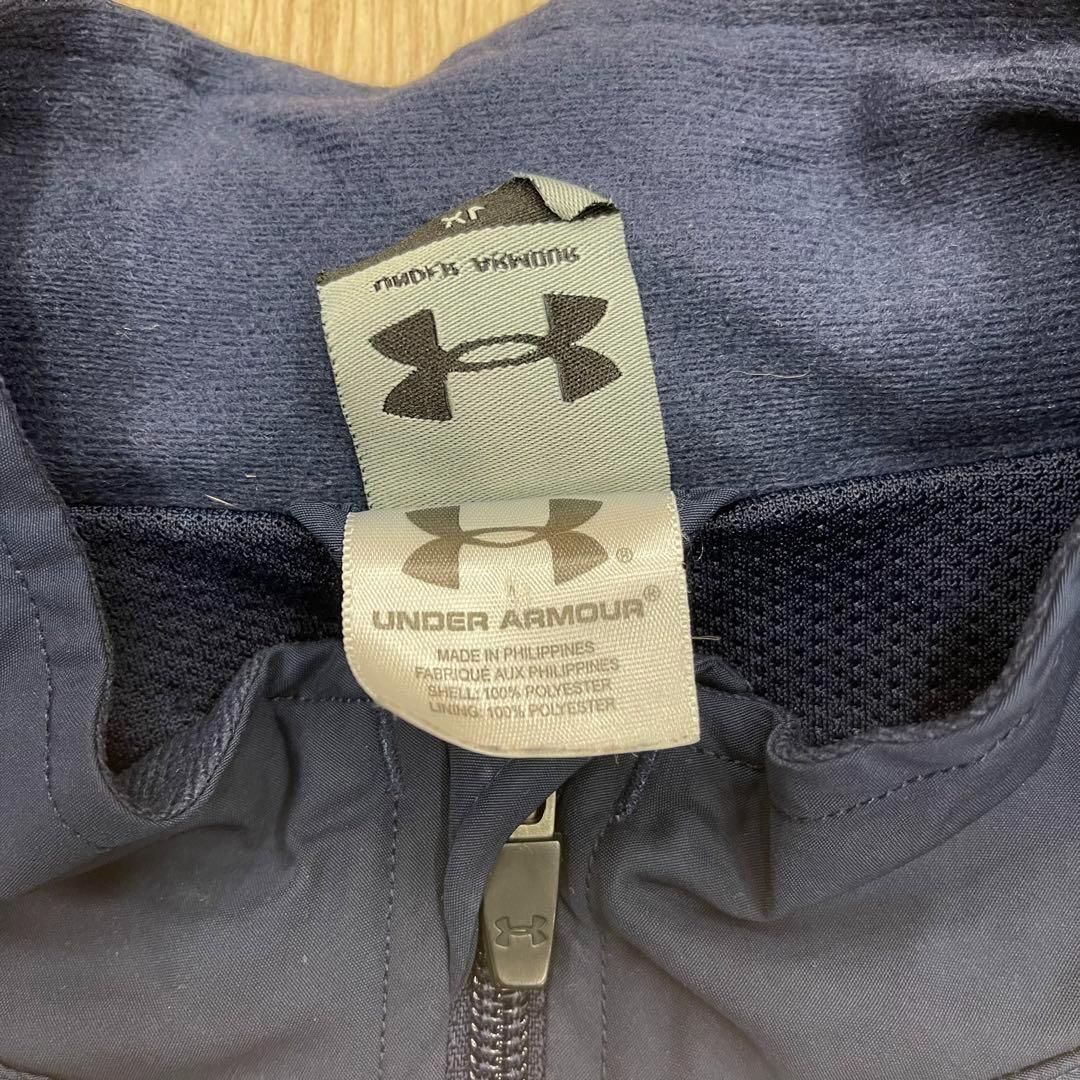 XL
UNDER ARMOUR
®
UNDER ARMOUR®
MADE IN PHILIPPINES
FABRIQUE AUX PHILIPPINES
SHELL: 100% POLYESTER
LINING: 100% POLYESTER